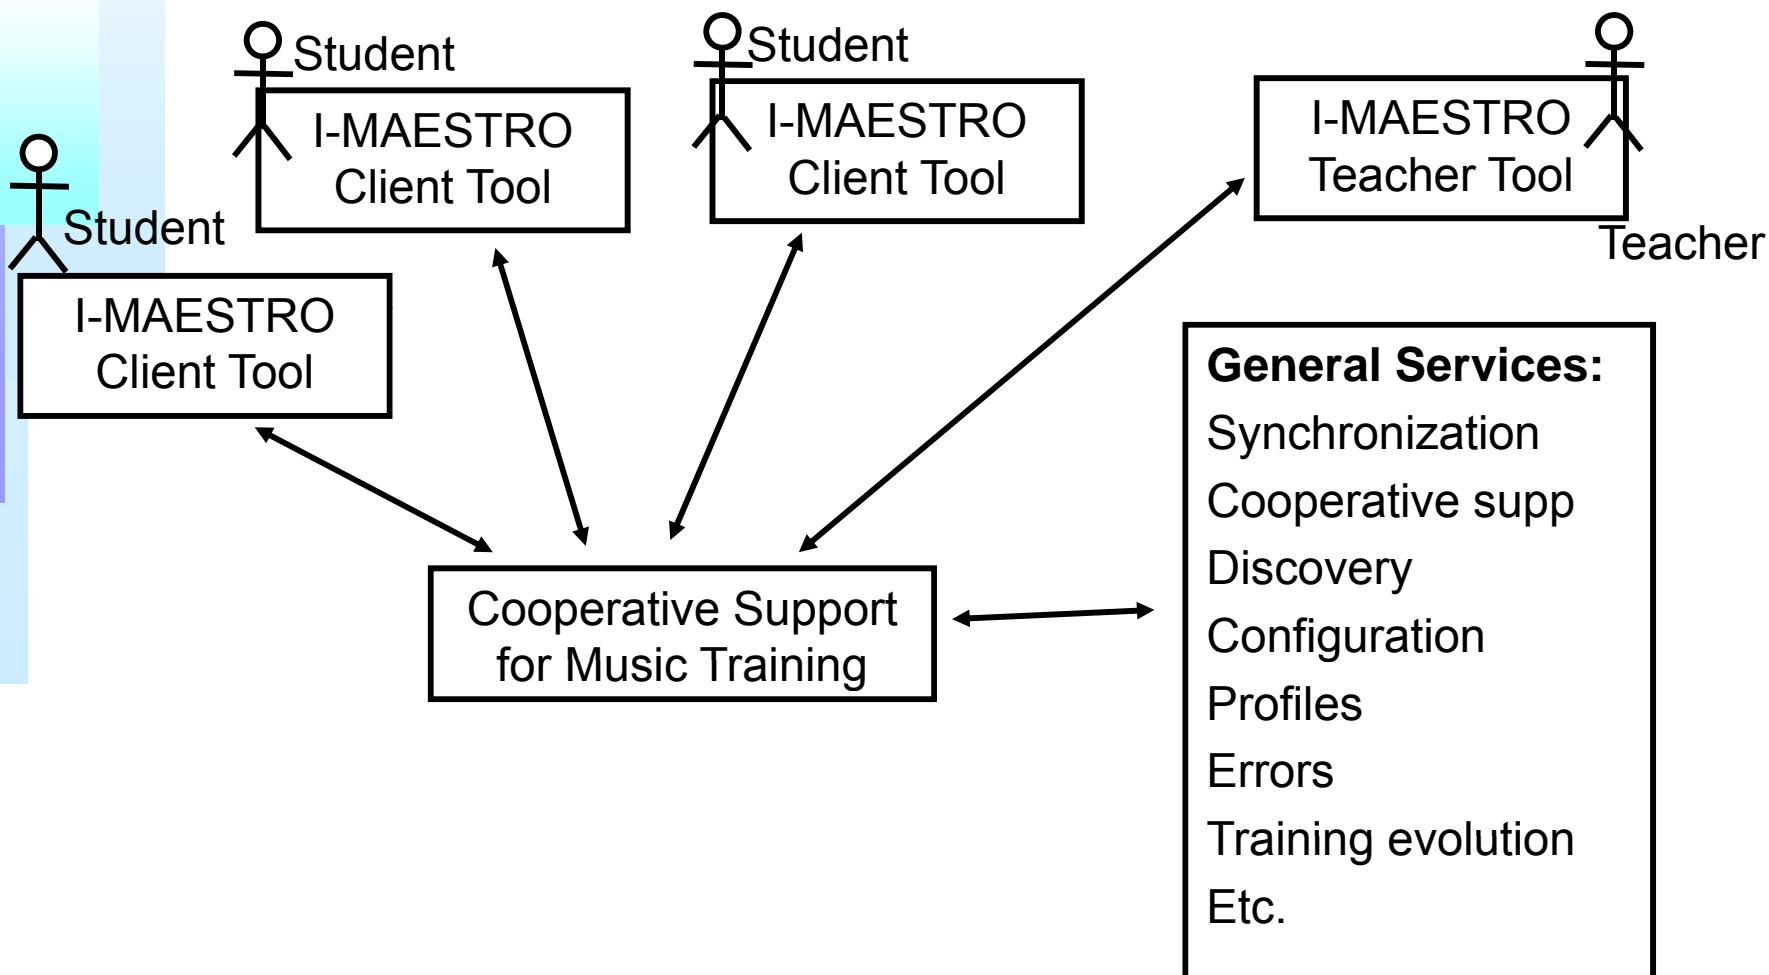 Student
I-MAESTRO
Client Tool
Student
I-MAESTRO
Client Tool
Student
I-MAESTRO
Client Tool
I-MAESTRO
Teacher Tool
Teacher
Cooperative Support
for Music Training
General Services:
Synchronization
Cooperative supp
Discovery
Configuration
Profiles
Errors
Training evolution
Etc.